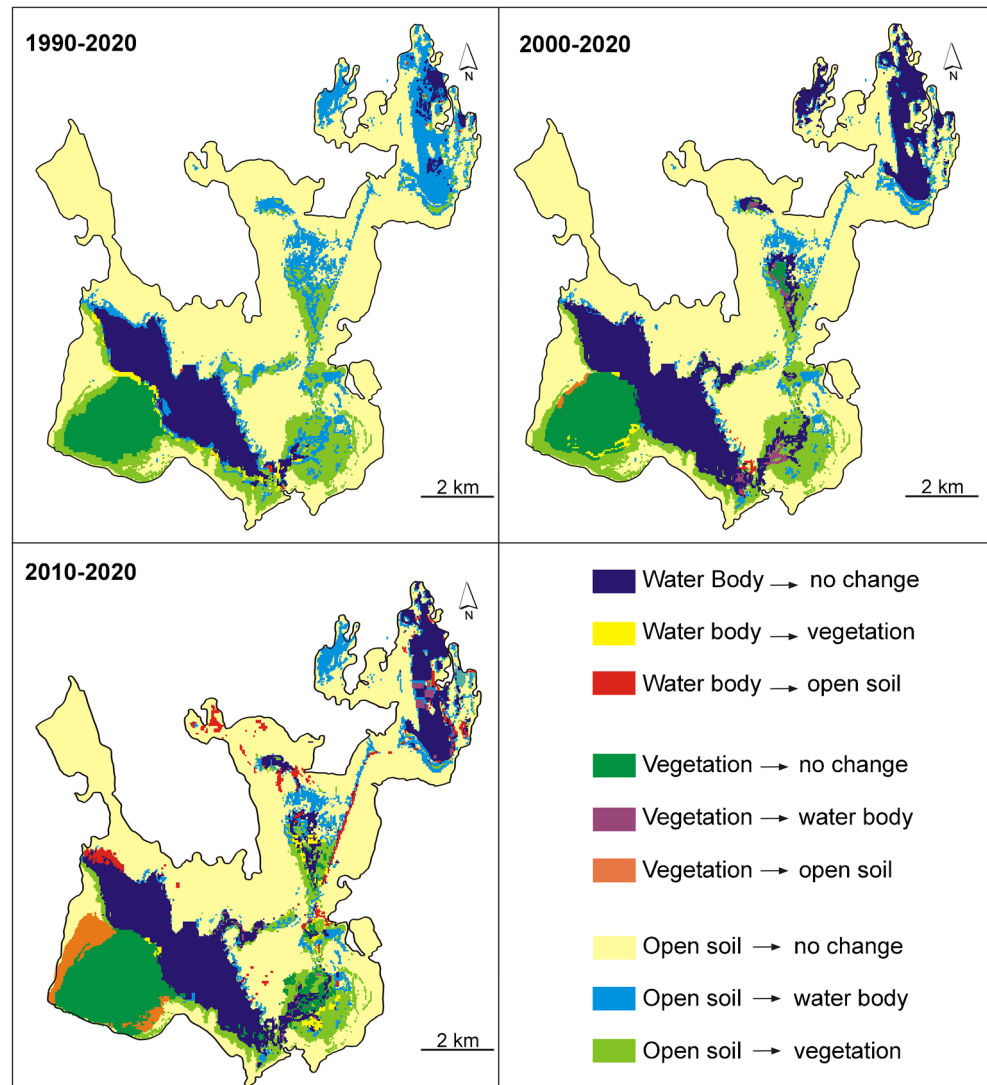 1990-2020
N
2 km
2000-2020
N
2 km
2010-2020
N
2 km
Water Body → no change
Water body → vegetation
Water body → open soil
Vegetation → no change
Vegetation → water body
Vegetation → open soil
Open soil → no change
Open soil → water body
Open soil → vegetation